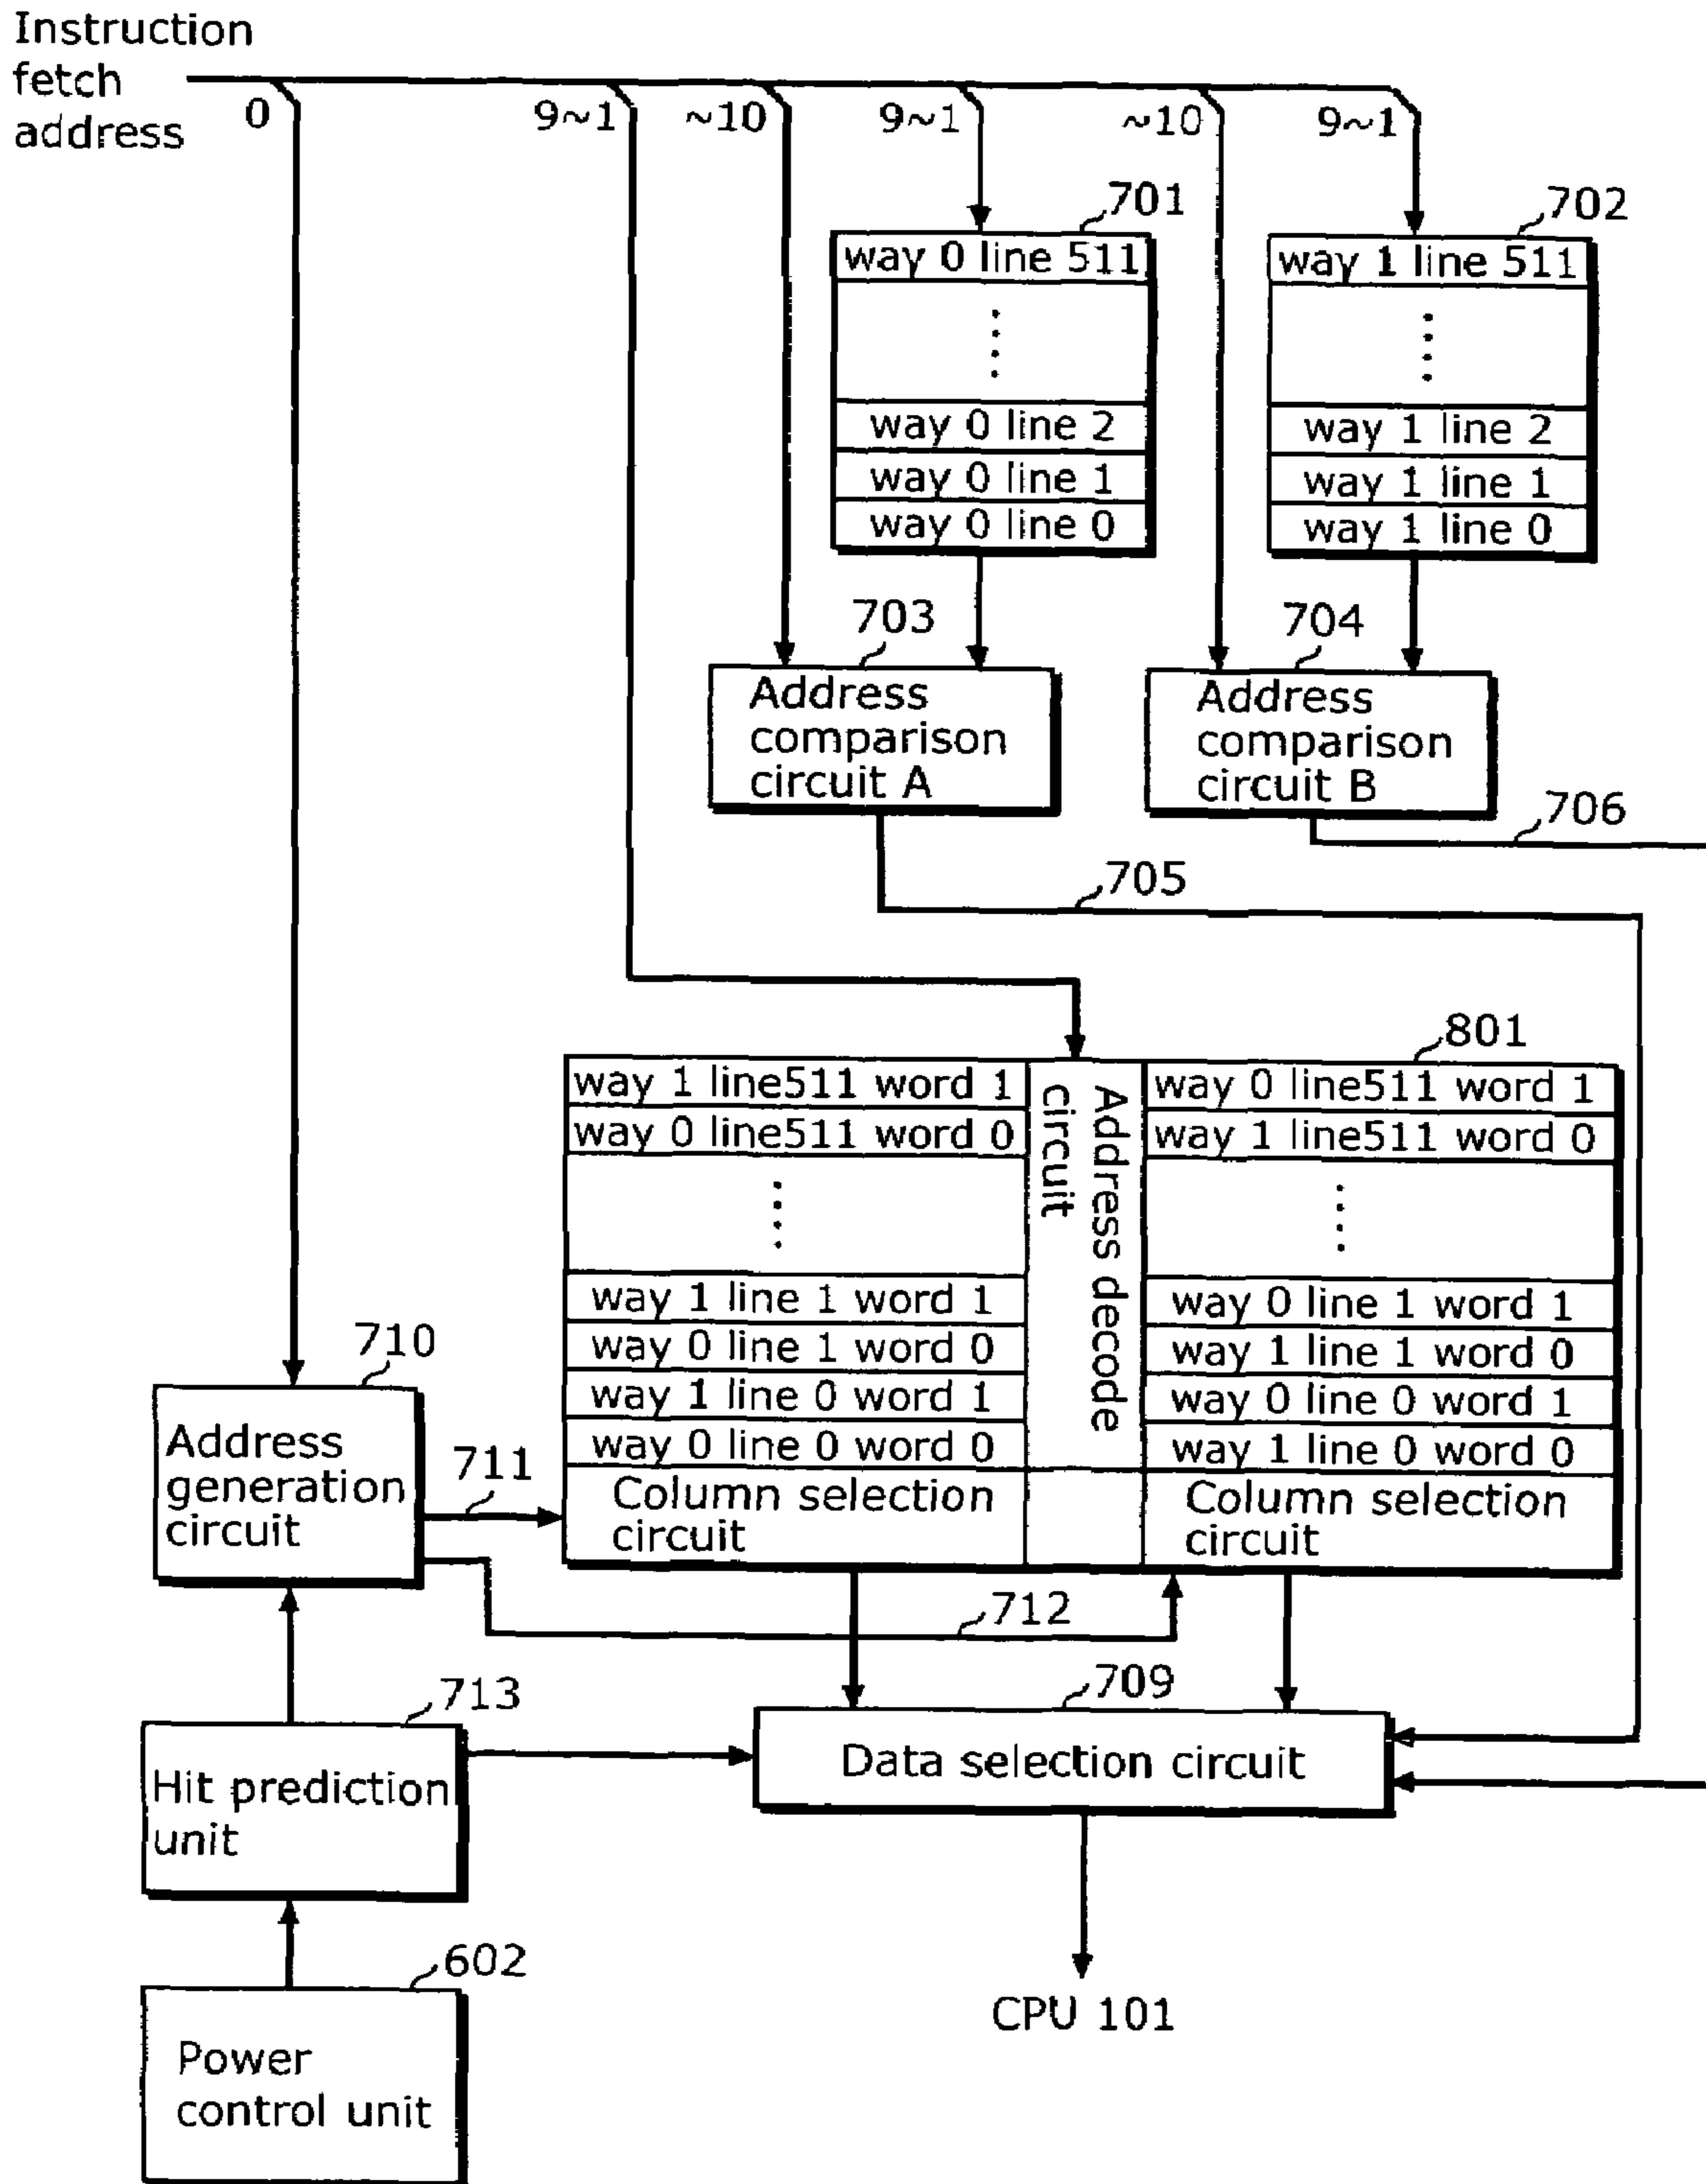 Instruction
fetch
address
0
9~1
~10
9~1
~10
9~1
701
702
way 0 line 511
way 0 line 2
way 0 line 1
way 0 line 0
way 1 line 511
way 1 line 2
way 1 line 1
way 1 line 0
703
704
Address
comparison
circuit A
Address
comparison
circuit B
706
705
801
way 1 line511 word 1
way 0 line511 word 0
way 1 line 1 word 1
way 0 line 1 word 0
way 1 line 0 word 1
way 0 line 0 word 0
Column selection
circuit
Address decode
circuit
way 0 line511 word 1
way 1 line511 word 0
way 0 line 1 word 1
way 1 line 1 word 0
way 0 line 0 word 1
way 1 line 0 word 0
Column selection
circuit
710
Address
generation
circuit
711
712
709
Data selection circuit
713
Hit prediction
unit
602
Power
control unit
CPU 101